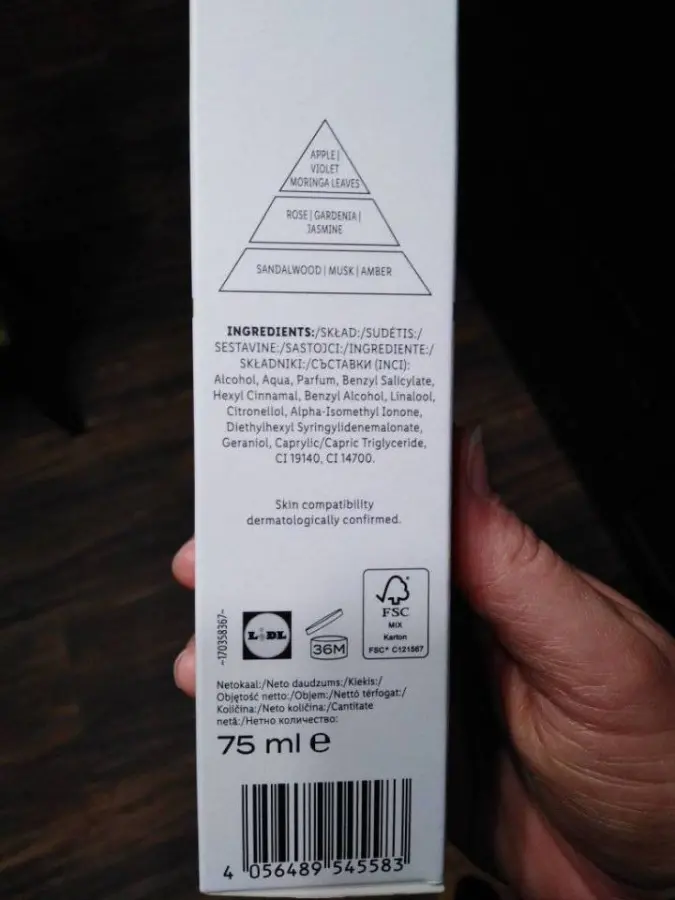 APPLE|
VIOLET
MORINGA LEAVES
ROSE | GARDENIA |
JASMINE
SANDALWOOD | MUSK | AMBER
INGREDIENTS:/SKŁAD:/SUDĖTIS:/
SESTAVINE:/SASTOJCI:/INGREDIENTE:/
SKŁADNIKI:/СЪСТАВКИ (INCI):
Alcohol, Aqua, Parfum, Benzyl Salicylate,
Hexyl Cinnamal, Benzyl Alcohol, Linalool,
Citronellol, Alpha-Isomethyl Ionone,
Diethylhexyl Syringylidenemalonate,
Geraniol, Caprylic/Capric Triglyceride,
CI 19140, CI 14700.
Skin compatibility
dermatologically confirmed.
~170358367~
LIDL
36M
FSC
MIX
Karton
FSC® C121567
Netokaal:/Neto daudzums:/Kiekis:/
Objętość netto:/Objem:/Nettó térfogat:/
Količina:/Neto količina:/Cantitate
netă:/Нетно количество:
75 ml e
4 056489 545583